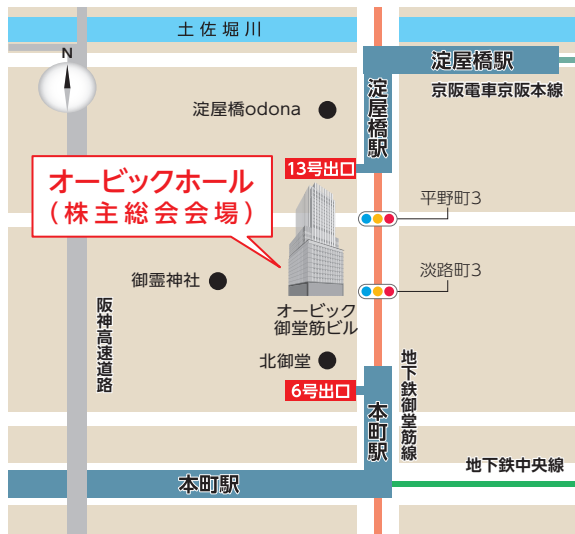 土佐堀川
N
淀屋橋駅
京阪電車京阪本線
淀屋橋駅
淀屋橋odona
13号出口
オービックホール
（株主総会会場）
平野町3
淡路町3
御霊神社
オービック
御堂筋ビル
阪神高速道路
北御堂
6号出口
地下鉄御堂筋線
本町駅
地下鉄中央線
本町駅